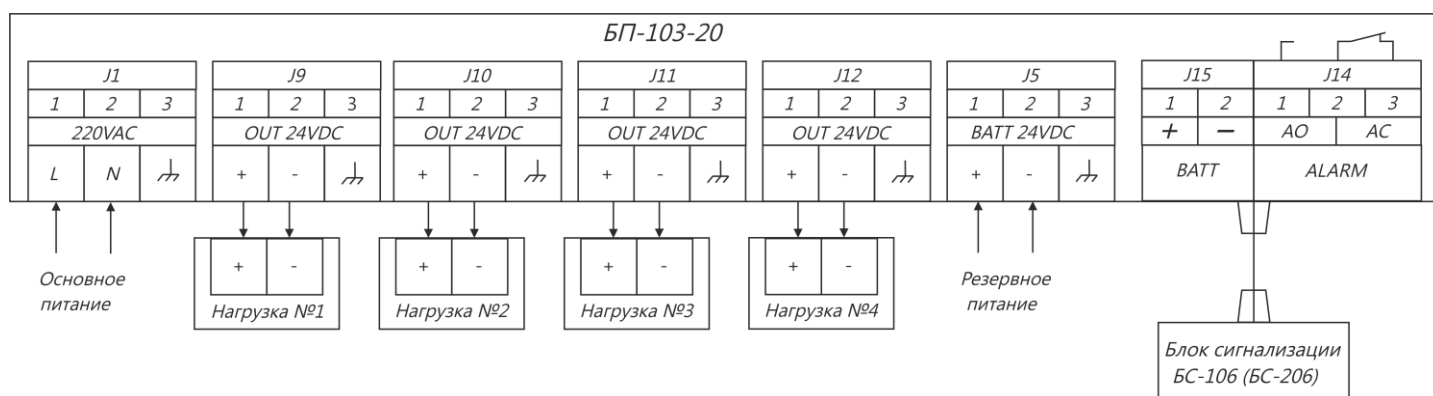 БП-103-20
J1 J9 J10 J11 J12 J5 J15 J14
1 2 3 1 2 3 1 2 3 1 2 3 1 2 3 1 2 3 1 2 1 2 3
220VAC OUT 24VDC OUT 24VDC OUT 24VDC OUT 24VDC BATT 24VDC + − AO AC
L N + - + - + - + - + - BATT ALARM
+ - + - + - + -
Основное питание
Нагрузка №1 Нагрузка №2 Нагрузка №3 Нагрузка №4
Резервное питание
Блок сигнализации
БС-106 (БС-206)